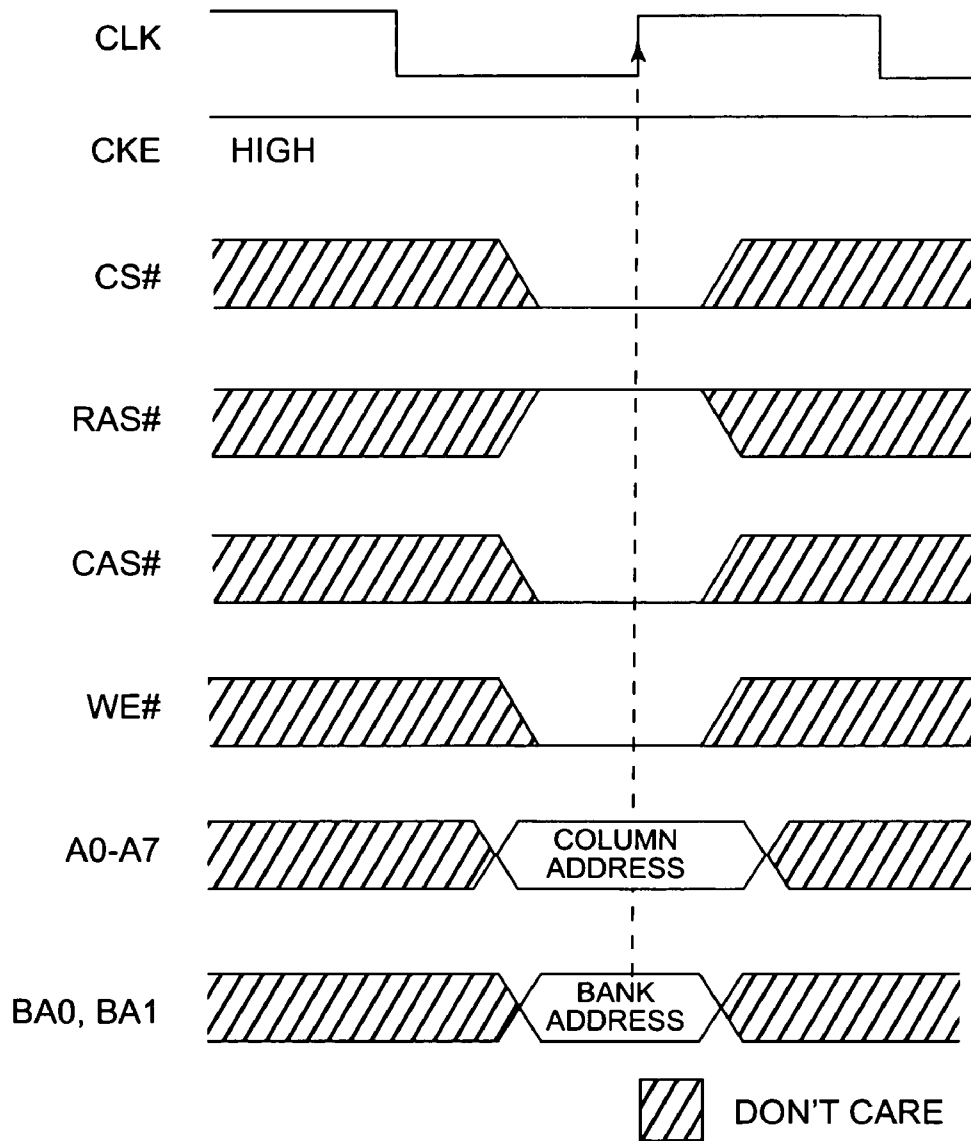 CLK
CKE HIGH
CS#
RAS#
CAS#
WE#
A0-A7 COLUMN
ADDRESS
BA0, BA1 BANK
ADDRESS
DON'T CARE